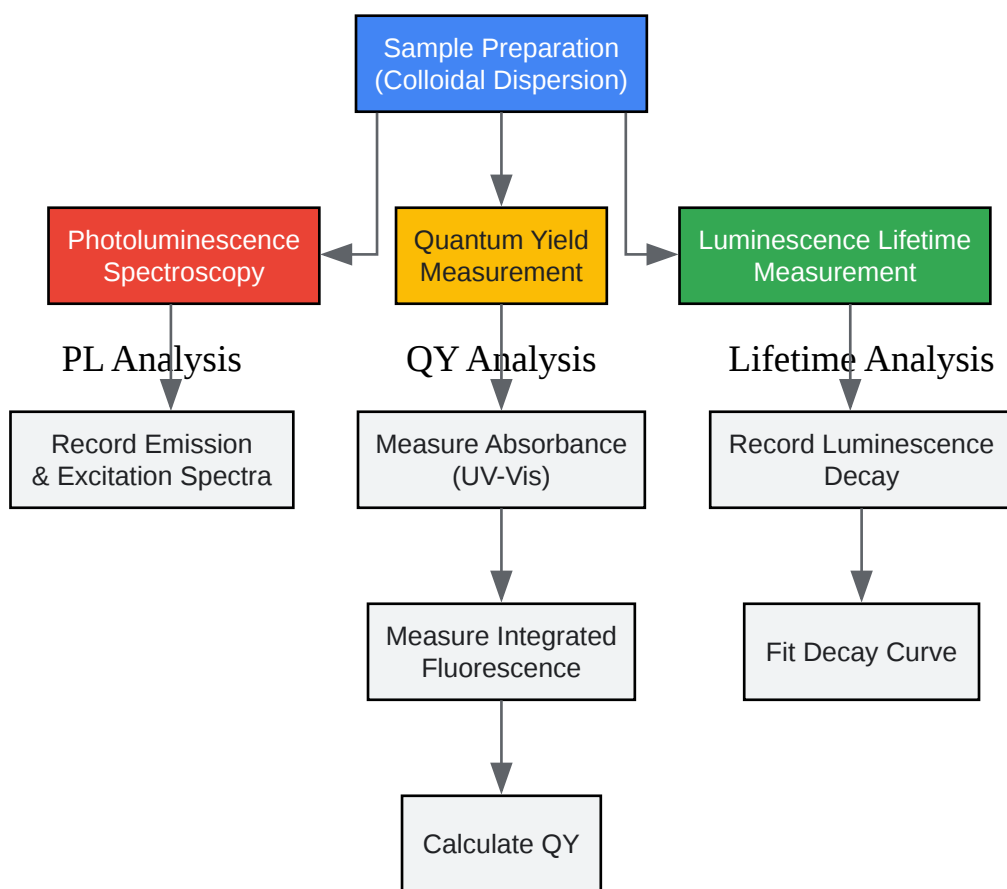 Sample Preparation
(Colloidal Dispersion)
Photoluminescence
Spectroscopy
Quantum Yield
Measurement
Luminescence Lifetime
Measurement
PL Analysis
QY Analysis
Lifetime Analysis
Record Emission
& Excitation Spectra
Measure Absorbance
(UV-Vis)
Record Luminescence
Decay
Measure Integrated
Fluorescence
Fit Decay Curve
Calculate QY